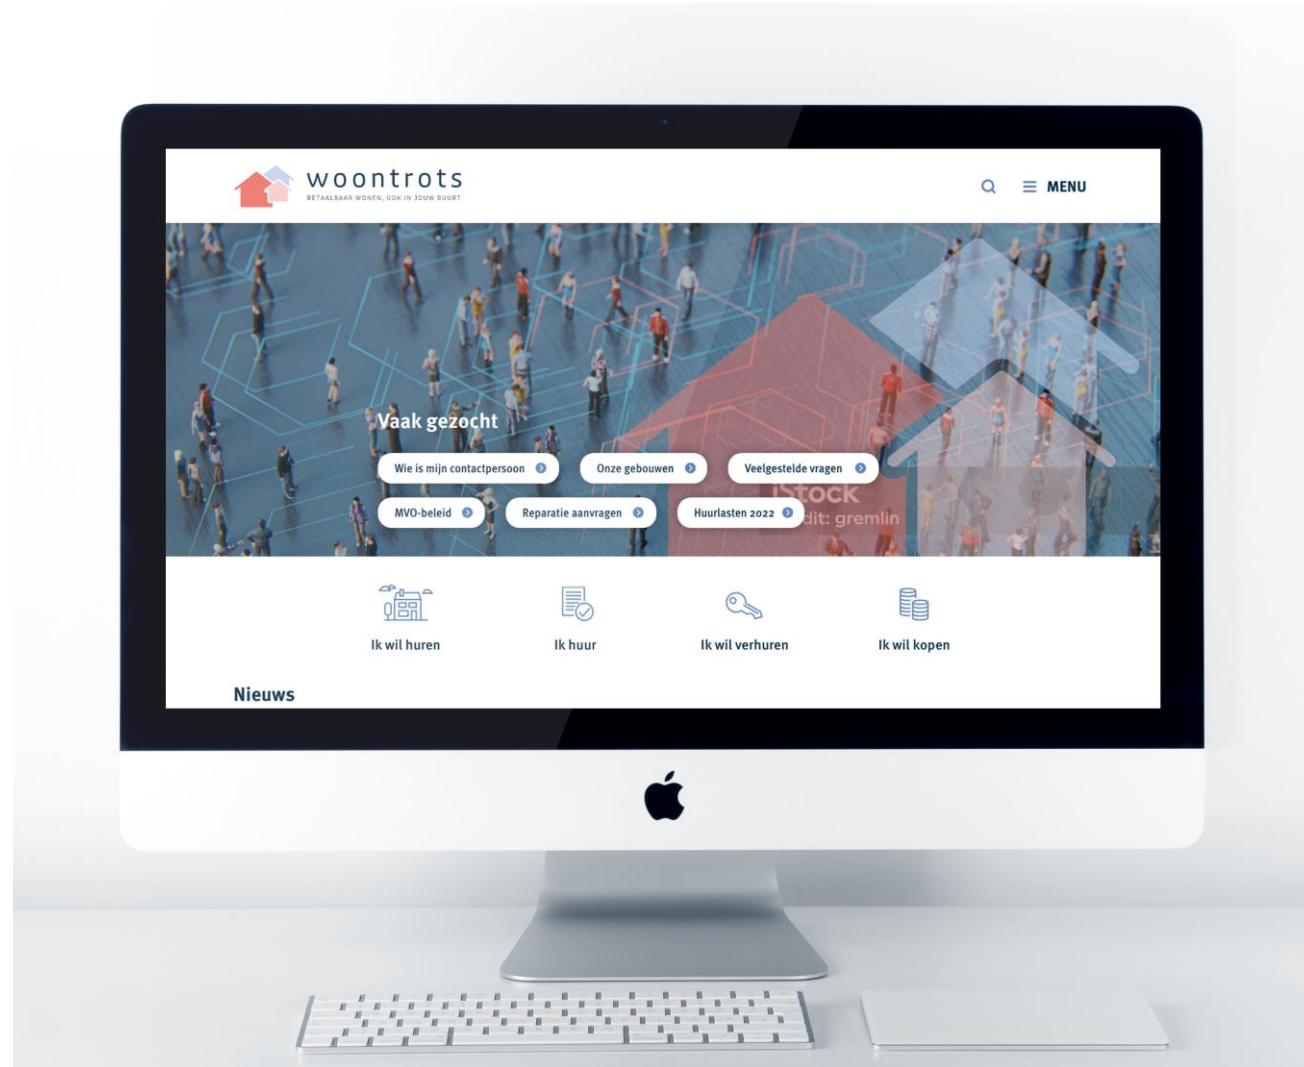 woontrots
BETAALBAAR WONEN, OOK IN JOUW BUURT
MENU
Vaak gezocht
Wie is mijn contactpersoon
Onze gebouwen
Veelgestelde vragen
iStock
MVO-beleid
Reparatie aanvragen
Huurlasten 2022
dit: gremlin
Ik wil huren
Ik huur
Ik wil verhuren
Ik wil kopen
Nieuws